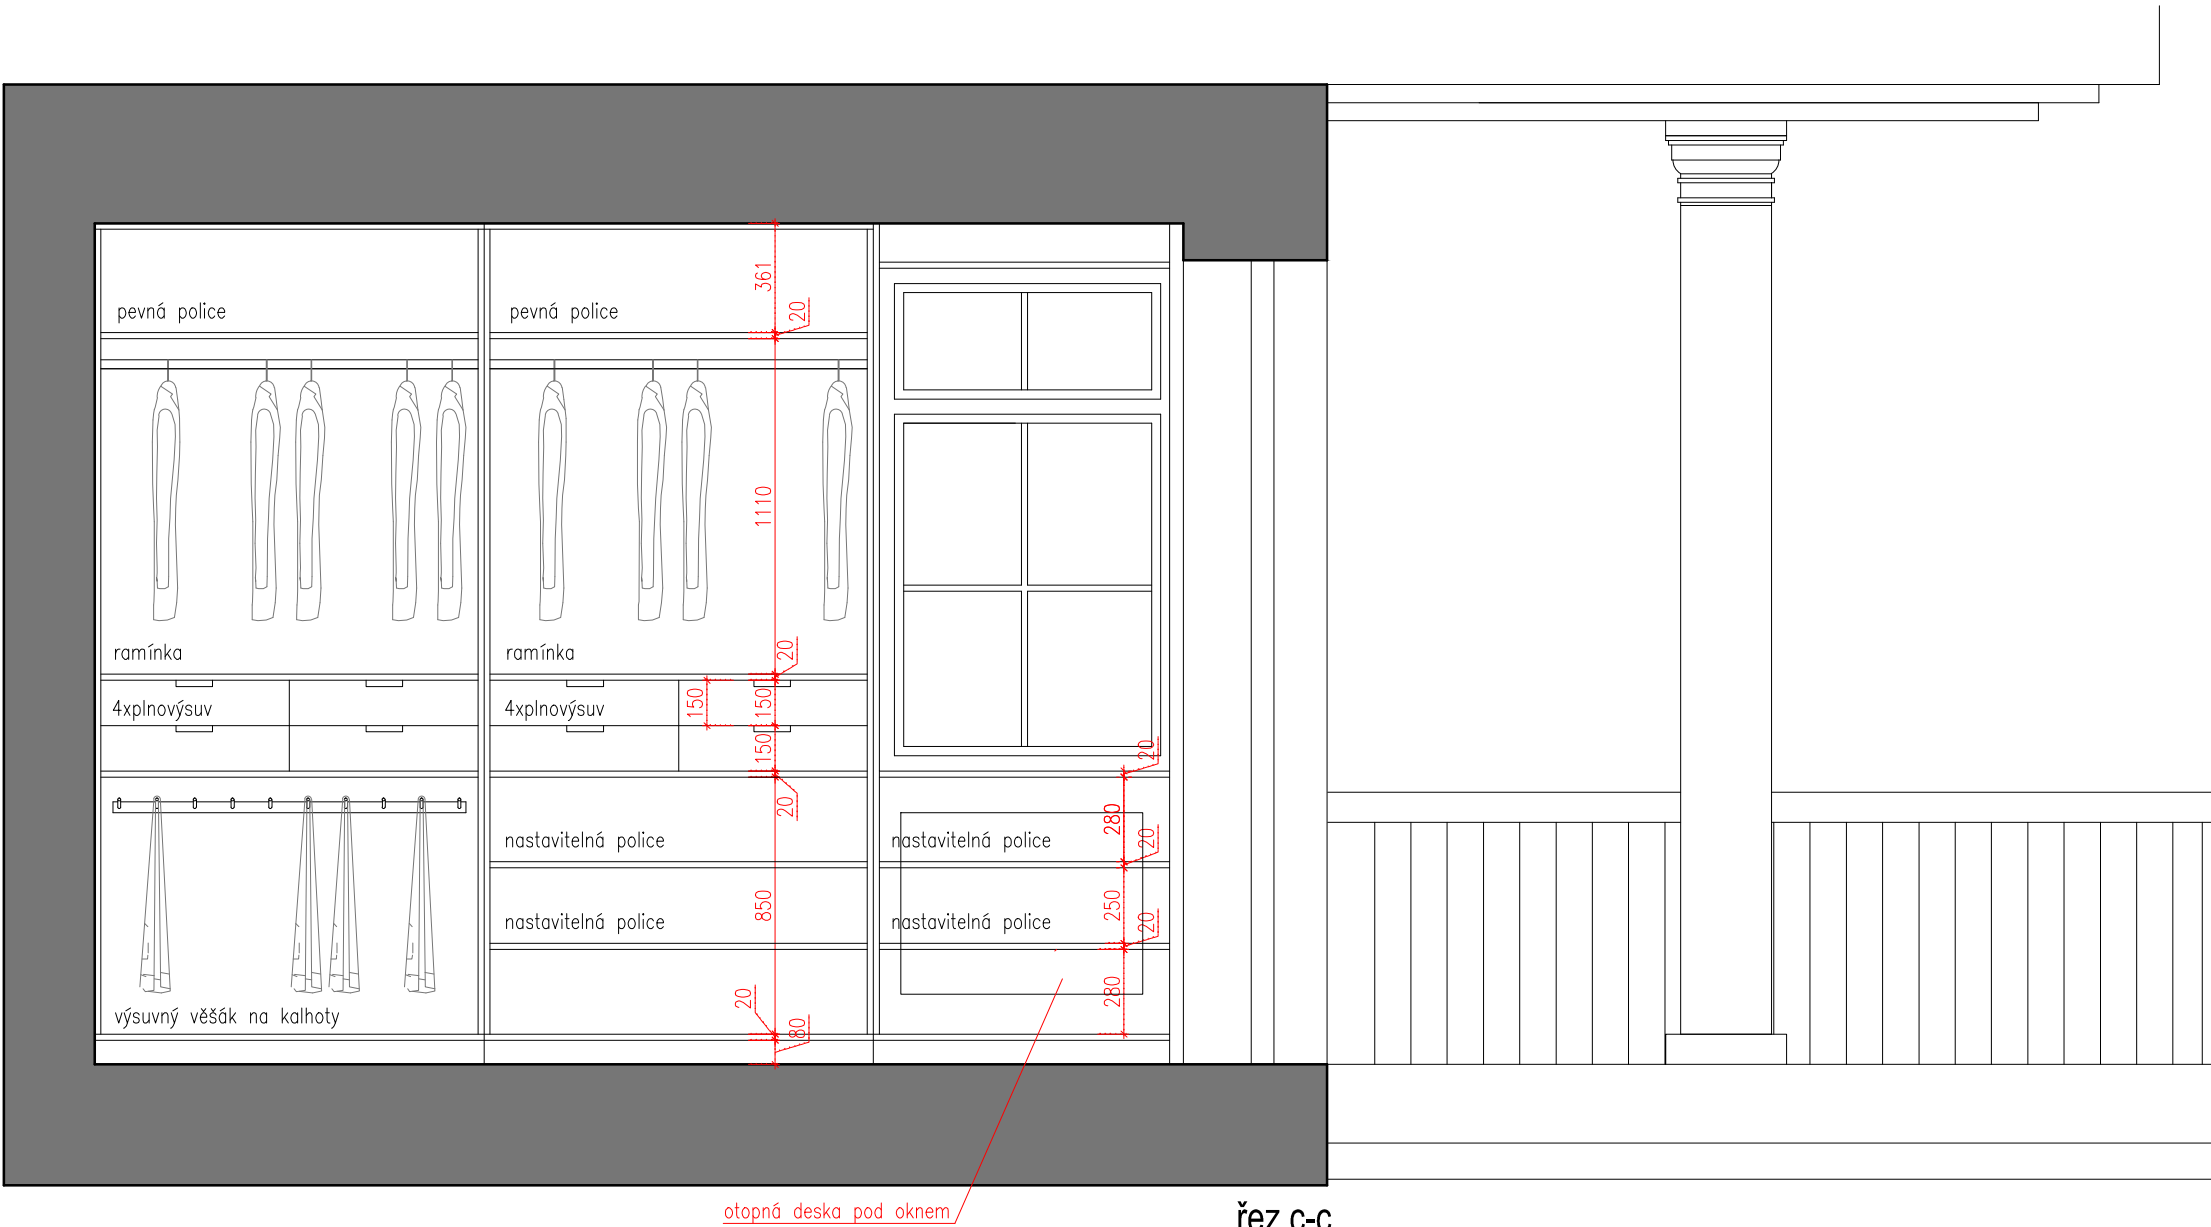 361
20
pevná police
pevná police
1110
ramínka
ramínka
20
4xplnovýsuv
4xplnovýsuv
150
150
150
20
20
280
20
nastavitelná police
nastavitelná police
850
250
20
nastavitelná police
nastavitelná police
20
280
80
výsuvný věšák na kalhoty
otopná deska pod oknem
řez c-c